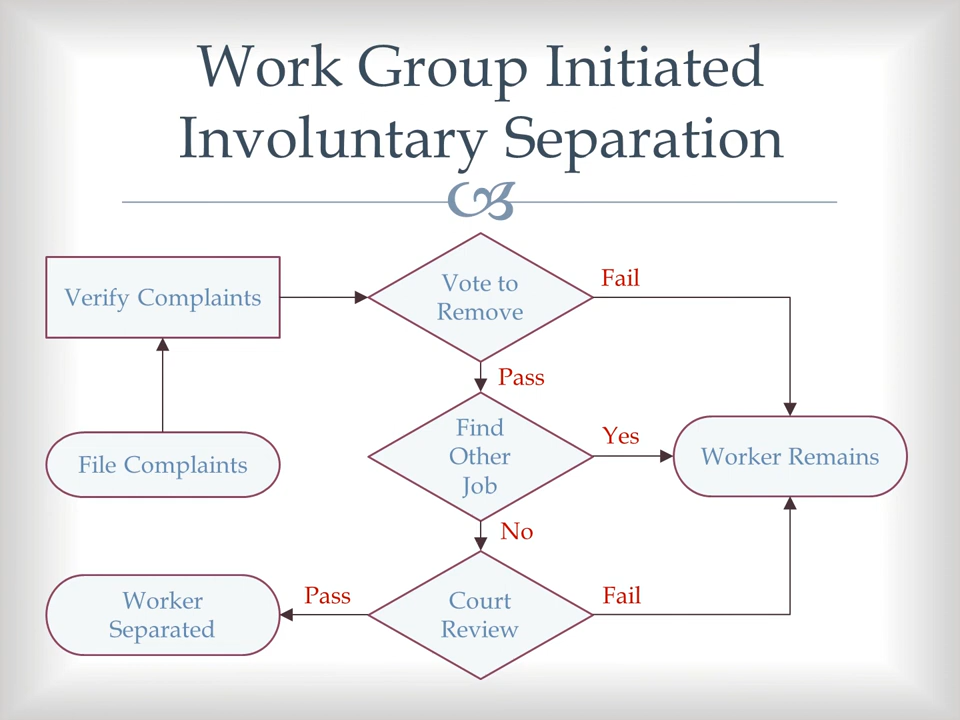 Work Group Initiated
Involuntary Separation
Verify Complaints
Vote to
Remove
Fail
Pass
File Complaints
Find
Other
Job
Yes
Worker Remains
No
Worker
Separated
Pass
Court
Review
Fail